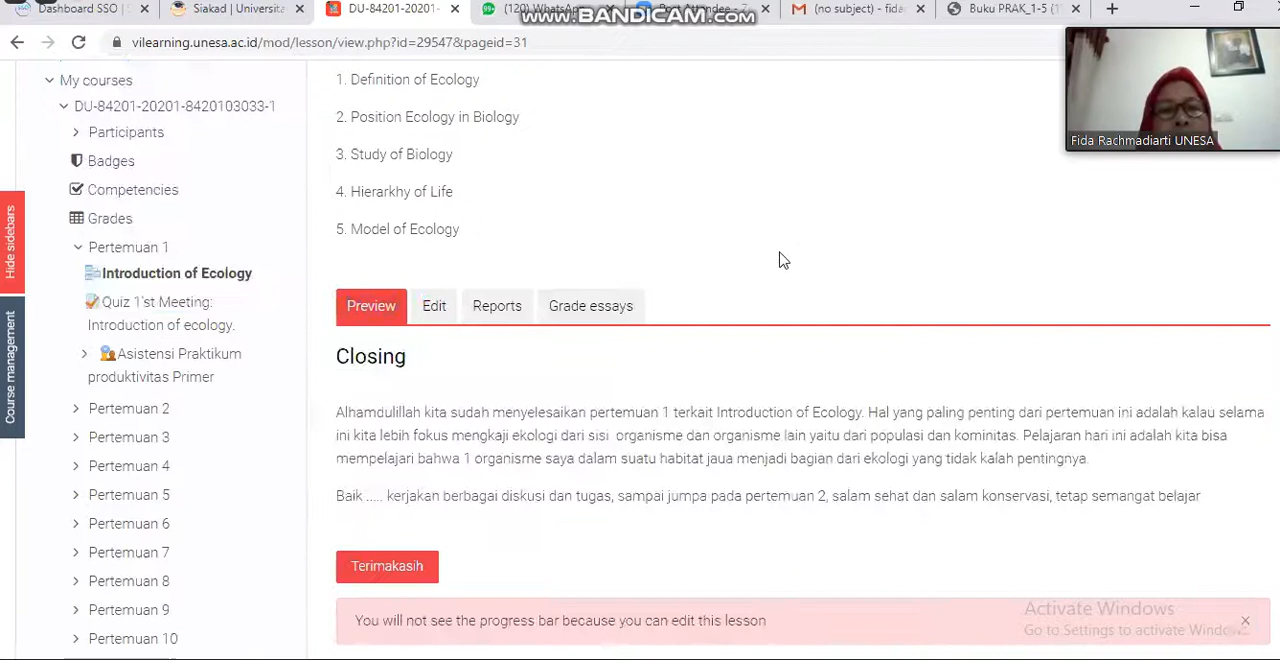 Dashboard SSO |
Siakad | Universita
DU-84201-20201-
(120) WhatsApp
Post Attendee - Z
(no subject) - fida
Buku PRAK_1-5 (1
www.BANDICAM.com
vilearning.unesa.ac.id/mod/lesson/view.php?id=29547&pageid=31
Fida Rachmadiarti UNESA
Hide sidebars
Course management
My courses
DU-84201-20201-8420103033-1
Participants
Badges
Competencies
Grades
Pertemuan 1
Introduction of Ecology
Quiz 1`st Meeting:
Introduction of ecology.
Asistensi Praktikum
produktivitas Primer
Pertemuan 2
Pertemuan 3
Pertemuan 4
Pertemuan 5
Pertemuan 6
Pertemuan 7
Pertemuan 8
Pertemuan 9
Pertemuan 10
1. Definition of Ecology
2. Position Ecology in Biology
3. Study of Biology
4. Hierarkhy of Life
5. Model of Ecology
Preview Edit Reports Grade essays
Closing
Alhamdulillah kita sudah menyelesaikan pertemuan 1 terkait Introduction of Ecology. Hal yang paling penting dari pertemuan ini adalah kalau selama
ini kita lebih fokus mengkaji ekologi dari sisi organisme dan organisme lain yaitu dari populasi dan kominitas. Pelajaran hari ini adalah kita bisa
mempelajari bahwa 1 organisme saya dalam suatu habitat jaua menjadi bagian dari ekologi yang tidak kalah pentingnya.
Baik ..... kerjakan berbagai diskusi dan tugas, sampai jumpa pada pertemuan 2, salam sehat dan salam konservasi, tetap semangat belajar
Terimakasih
You will not see the progress bar because you can edit this lesson
Activate Windows
Go to Settings to activate Windows.